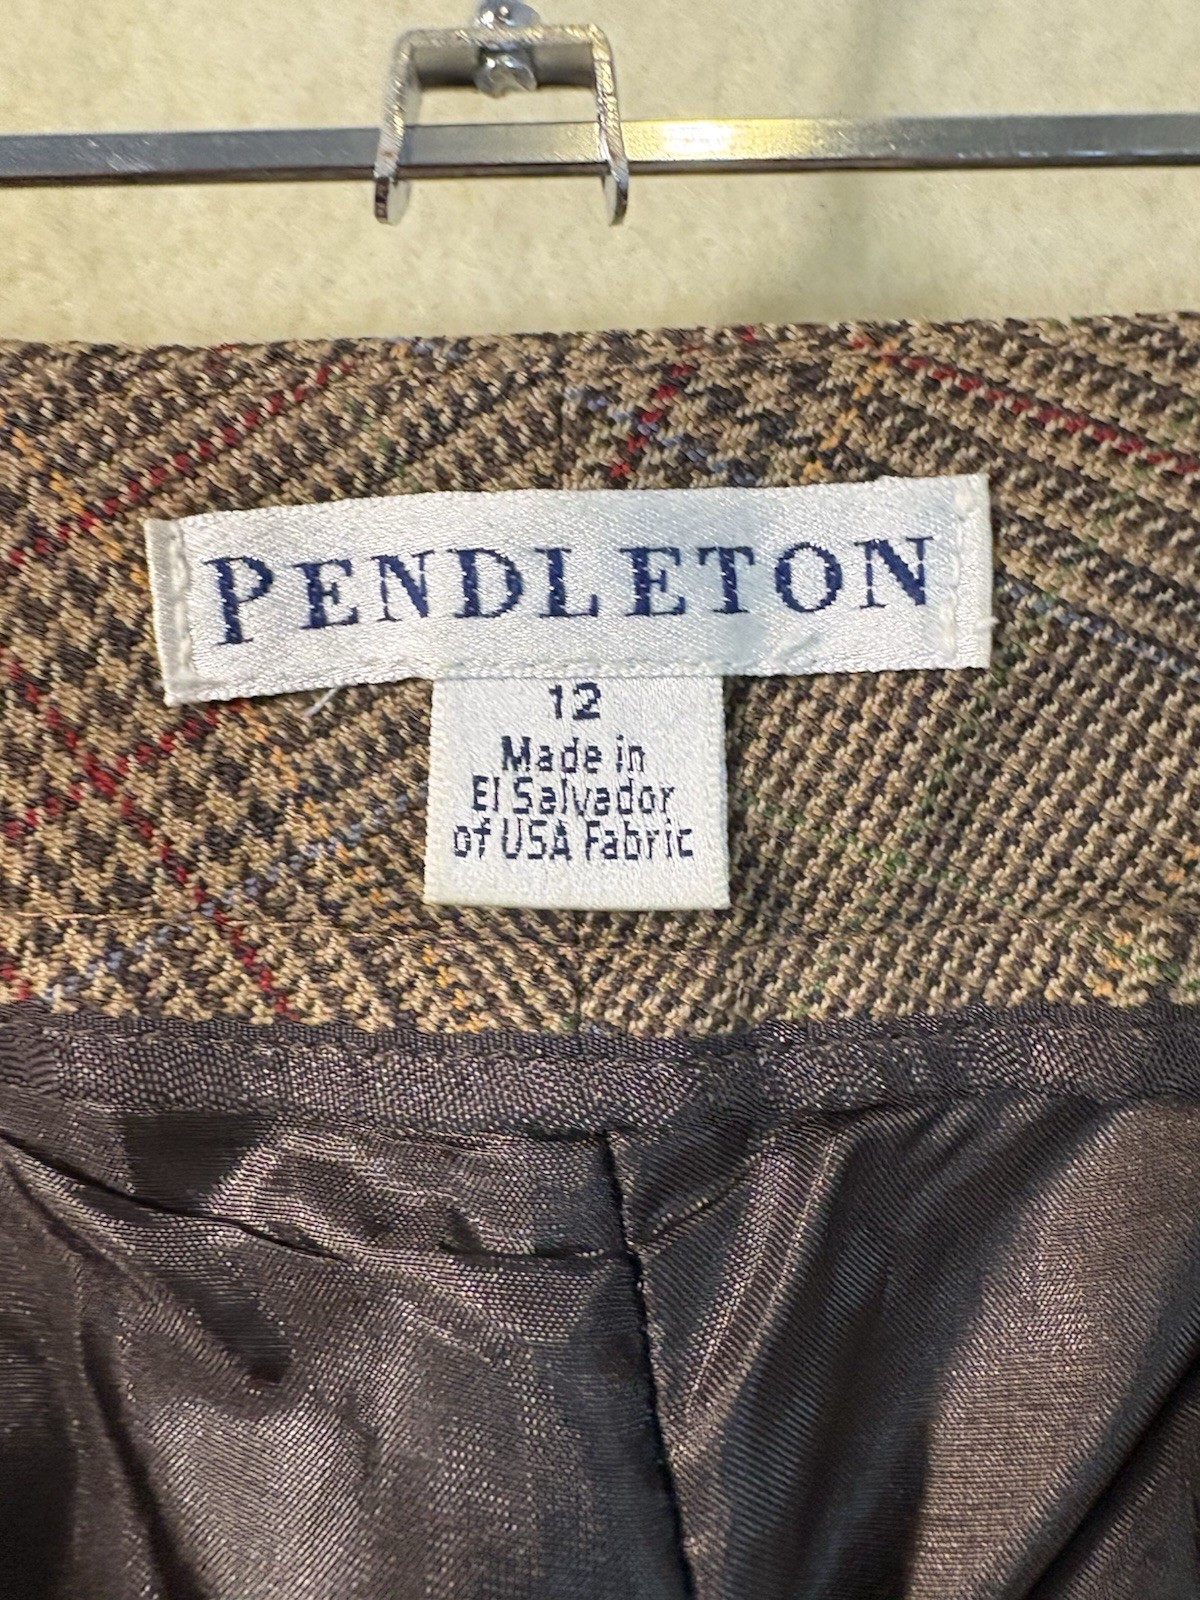 PENDLETON
12
Made in
El Salvador
of USA Fabric